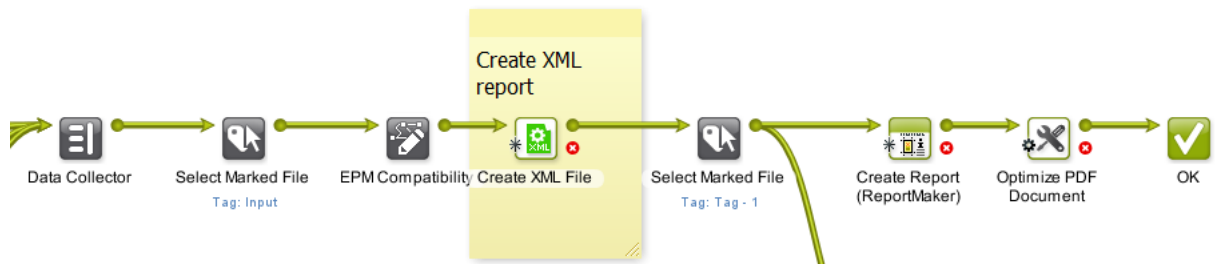 Create XML
report
XML
Data Collector
Select Marked File
Tag: Input
EPM Compatibility
Create XML File
Select Marked File
Tag: Tag - 1
Create Report
(ReportMaker)
Optimize PDF
Document
OK